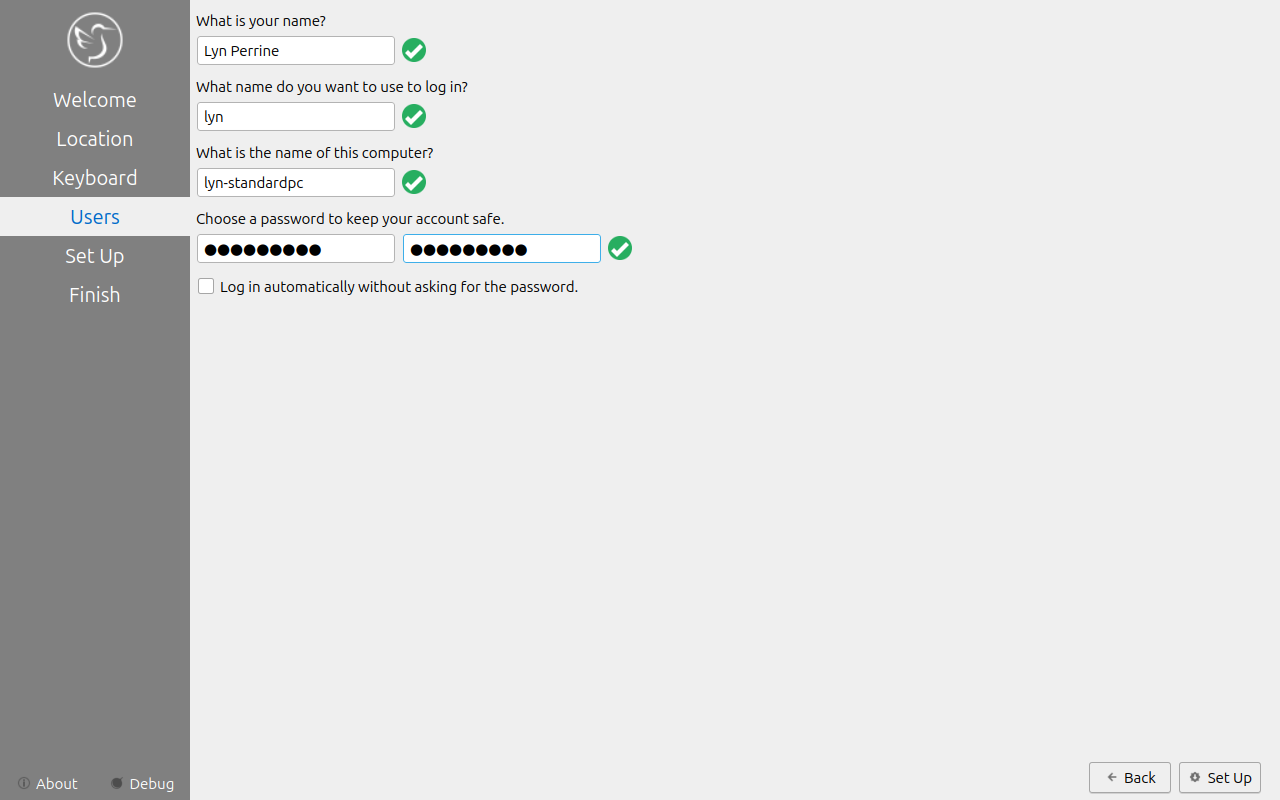 What is your name?
Lyn Perrine
What name do you want to use to log in?
lyn
What is the name of this computer?
lyn-standardpc
Choose a password to keep your account safe.
●●●●●●●●● ●●●●●●●●●
Log in automatically without asking for the password.
Welcome
Location
Keyboard
Users
Set Up
Finish
About Debug
Back Set Up